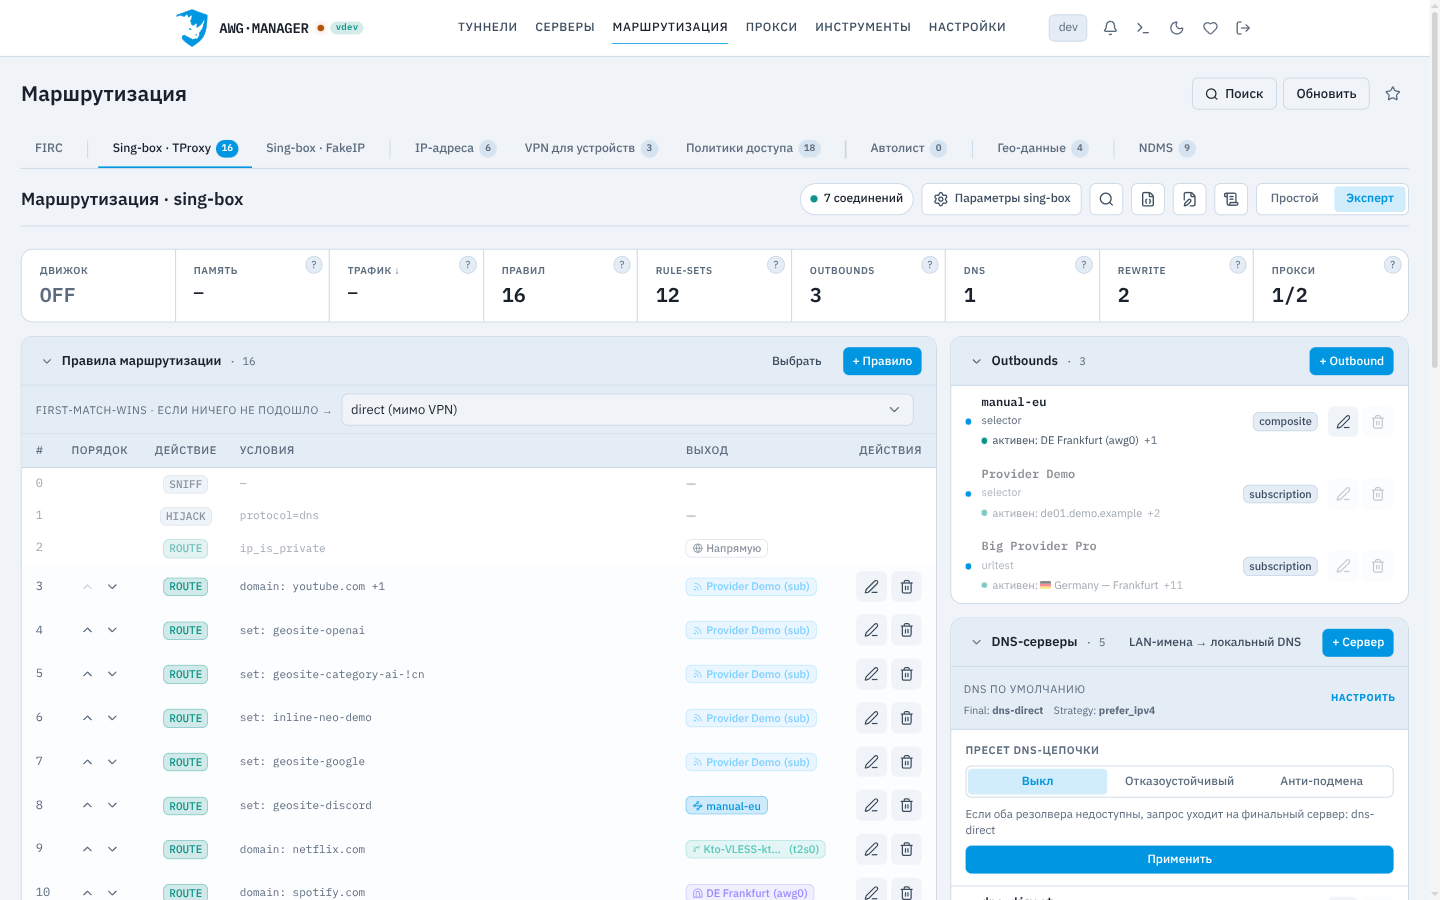 AWG·MANAGER vdev
ТУННЕЛИ СЕРВЕРЫ МАРШРУТИЗАЦИЯ ПРОКСИ ИНСТРУМЕНТЫ НАСТРОЙКИ dev
Маршрутизация
Поиск Обновить
FIRC Sing-box · TProxy 16 Sing-box · FakeIP IP-адреса 6 VPN для устройств 3 Политики доступа 18 Автолист 0 Гео-данные 4 NDMS 9
Маршрутизация · sing-box
7 соединений Параметры sing-box Простой Эксперт
ДВИЖОК ПАМЯТЬ ? ТРАФИК ↓ ? ПРАВИЛ ? RULE-SETS ? OUTBOUNDS ? DNS ? REWRITE ? ПРОКСИ ?
OFF – – 16 12 3 1 2 1/2
Правила маршрутизации · 16 Выбрать + Правило
FIRST-MATCH-WINS · ЕСЛИ НИЧЕГО НЕ ПОДОШЛО → direct (мимо VPN)
# ПОРЯДОК ДЕЙСТВИЕ УСЛОВИЯ ВЫХОД ДЕЙСТВИЯ
0 SNIFF – —
1 HIJACK protocol=dns —
2 ROUTE ip_is_private Напрямую
3 ROUTE domain: youtube.com +1 Provider Demo (sub)
4 ROUTE set: geosite-openai Provider Demo (sub)
5 ROUTE set: geosite-category-ai-!cn Provider Demo (sub)
6 ROUTE set: inline-neo-demo Provider Demo (sub)
7 ROUTE set: geosite-google Provider Demo (sub)
8 ROUTE set: geosite-discord manual-eu
9 ROUTE domain: netflix.com Kto-VLESS-kt... (t2s0)
10 ROUTE domain: spotify.com DE Frankfurt (awg0)
Outbounds · 3 + Outbound
manual-eu
selector composite
активен: DE Frankfurt (awg0) +1
Provider Demo
selector subscription
активен: de01.demo.example +2
Big Provider Pro
urltest subscription
активен: Germany — Frankfurt +11
DNS-серверы · 5 LAN-имена → локальный DNS + Сервер
DNS ПО УМОЛЧАНИЮ
Final: dns-direct Strategy: prefer_ipv4 НАСТРОИТЬ
ПРЕСЕТ DNS-ЦЕПОЧКИ
Выкл Отказоустойчивый Анти-подмена
Если оба резолвера недоступны, запрос уходит на финальный сервер: dns-
direct
Применить